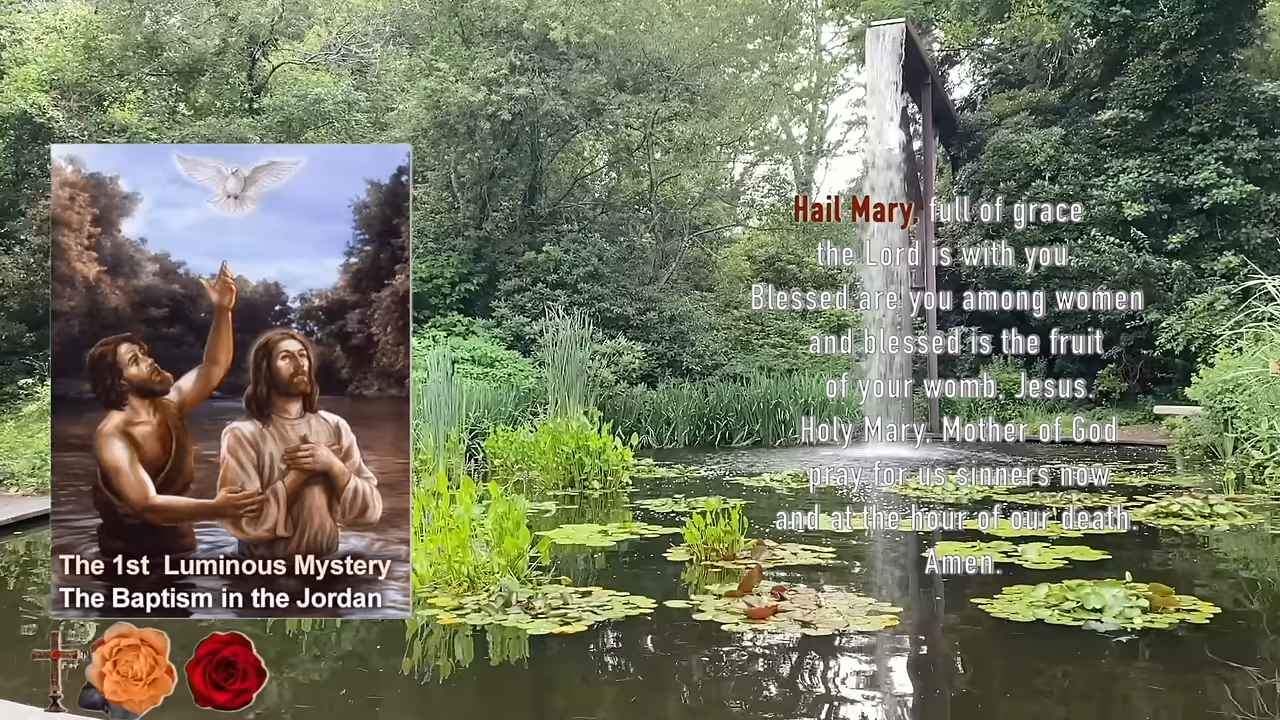 The 1st Luminous Mystery
The Baptism in the Jordan
Hail Mary, full of grace
the Lord is with you.
Blessed are you among women
and blessed is the fruit
of your womb, Jesus.
Holy Mary, Mother of God
pray for us sinners now
and at the hour of our death.
Amen.